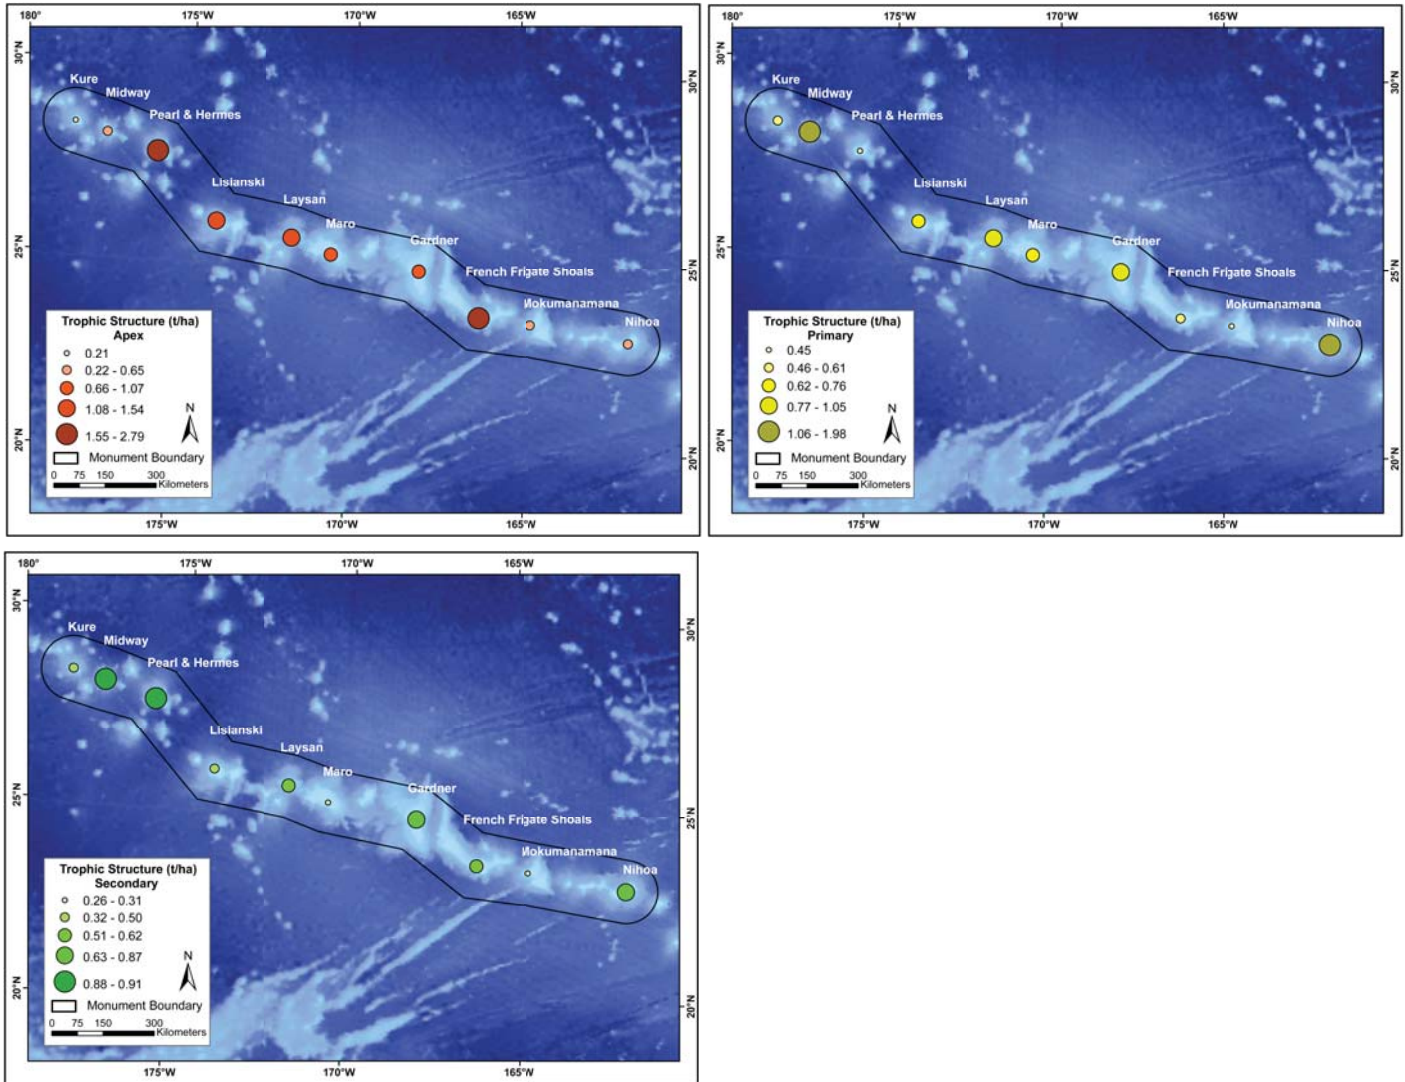 180°
170°W
165°W
30°N
30°N
Kure
Midway
Pearl & Hermes
Lisianski
Laysan
Maro
Gardner
25°N
25°N
French Frigate Shoals
Mokumanamana
Nihoa
Trophic Structure (t/ha)
Apex
0.21
0.22 - 0.65
0.66 - 1.07
1.08 - 1.54
1.55 - 2.79
N
Monument Boundary
0 75 150 300
Kilometers
20°N
20°N
175°W
170°W
165°W
180°
175°W
170°W
165°W
30°N
30°N
Kure
Midway
Pearl & Hermes
Lisianski
Laysan
Maro
Gardner
25°N
25°N
French Frigate Shoals
Mokumanamana
Nihoa
Trophic Structure (t/ha)
Primary
0.45
0.46 - 0.61
0.62 - 0.76
0.77 - 1.05
1.06 - 1.98
N
Monument Boundary
0 75 150 300
Kilometers
20°N
20°N
175°W
170°W
165°W
180°
175°W
170°W
165°W
30°N
30°N
Kure
Midway
Pearl & Hermes
Lisianski
Laysan
Maro
Gardner
25°N
25°N
French Frigate Shoals
Mokumanamana
Nihoa
Trophic Structure (t/ha)
Secondary
0.26 - 0.31
0.32 - 0.50
0.51 - 0.62
0.63 - 0.87
0.88 - 0.91
N
Monument Boundary
0 75 150 300
Kilometers
20°N
20°N
175°W
170°W
165°W